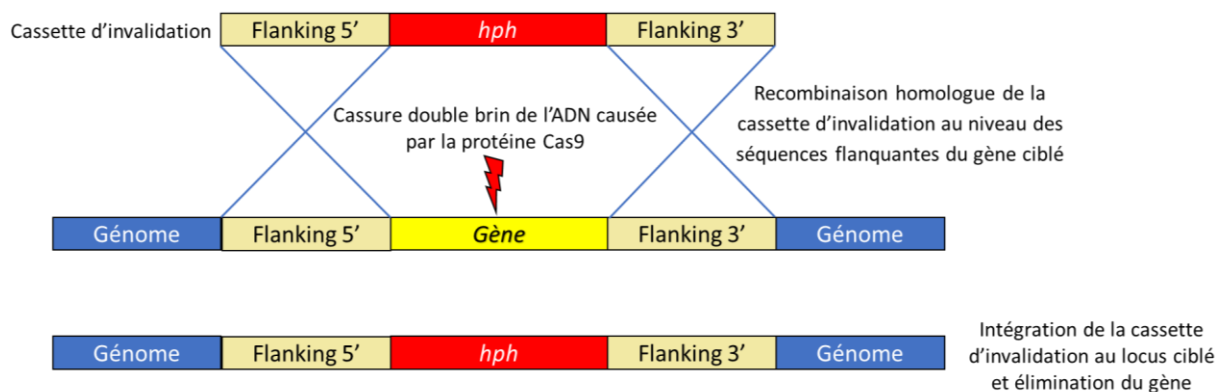 Cassette d'invalidation
Flanking 5' hph Flanking 3'
Cassure double brin de l'ADN causée
par la protéine Cas9
Recombinaison homologue de la
cassette d'invalidation au niveau des
séquences flanquantes du gène ciblé
Génome Flanking 5' Gène Flanking 3' Génome
Génome Flanking 5' hph Flanking 3' Génome
Intégration de la cassette
d'invalidation au locus ciblé
et élimination du gène